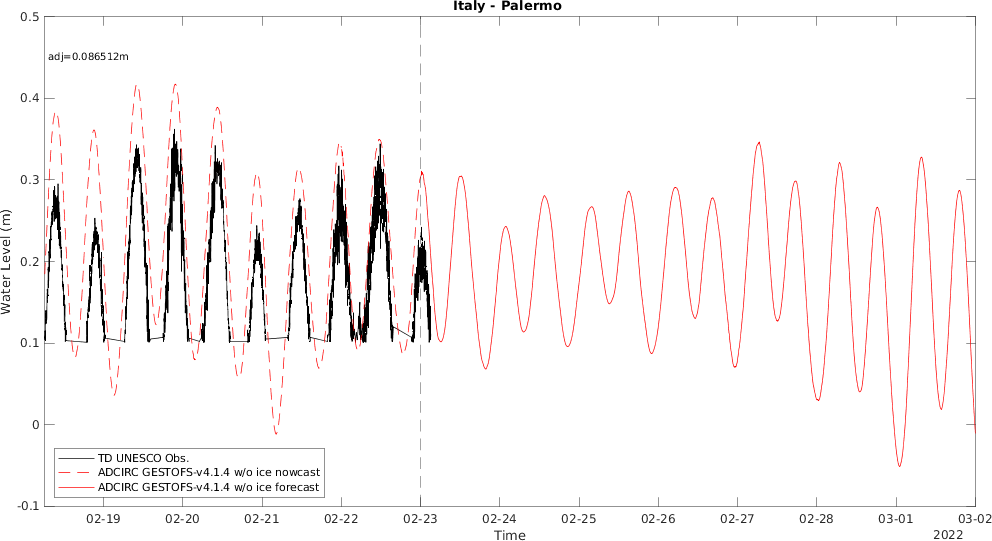 Italy - Palermo
0.5
adj=0.086512m
0.4
0.3
0.2
0.1
0
-0.1
Water Level (m)
TD UNESCO Obs.
ADCIRC GESTOFS-v4.1.4 w/o ice nowcast
ADCIRC GESTOFS-v4.1.4 w/o ice forecast
02-19 02-20 02-21 02-22 02-23 02-24 02-25 02-26 02-27 02-28 03-01 03-02
Time
2022